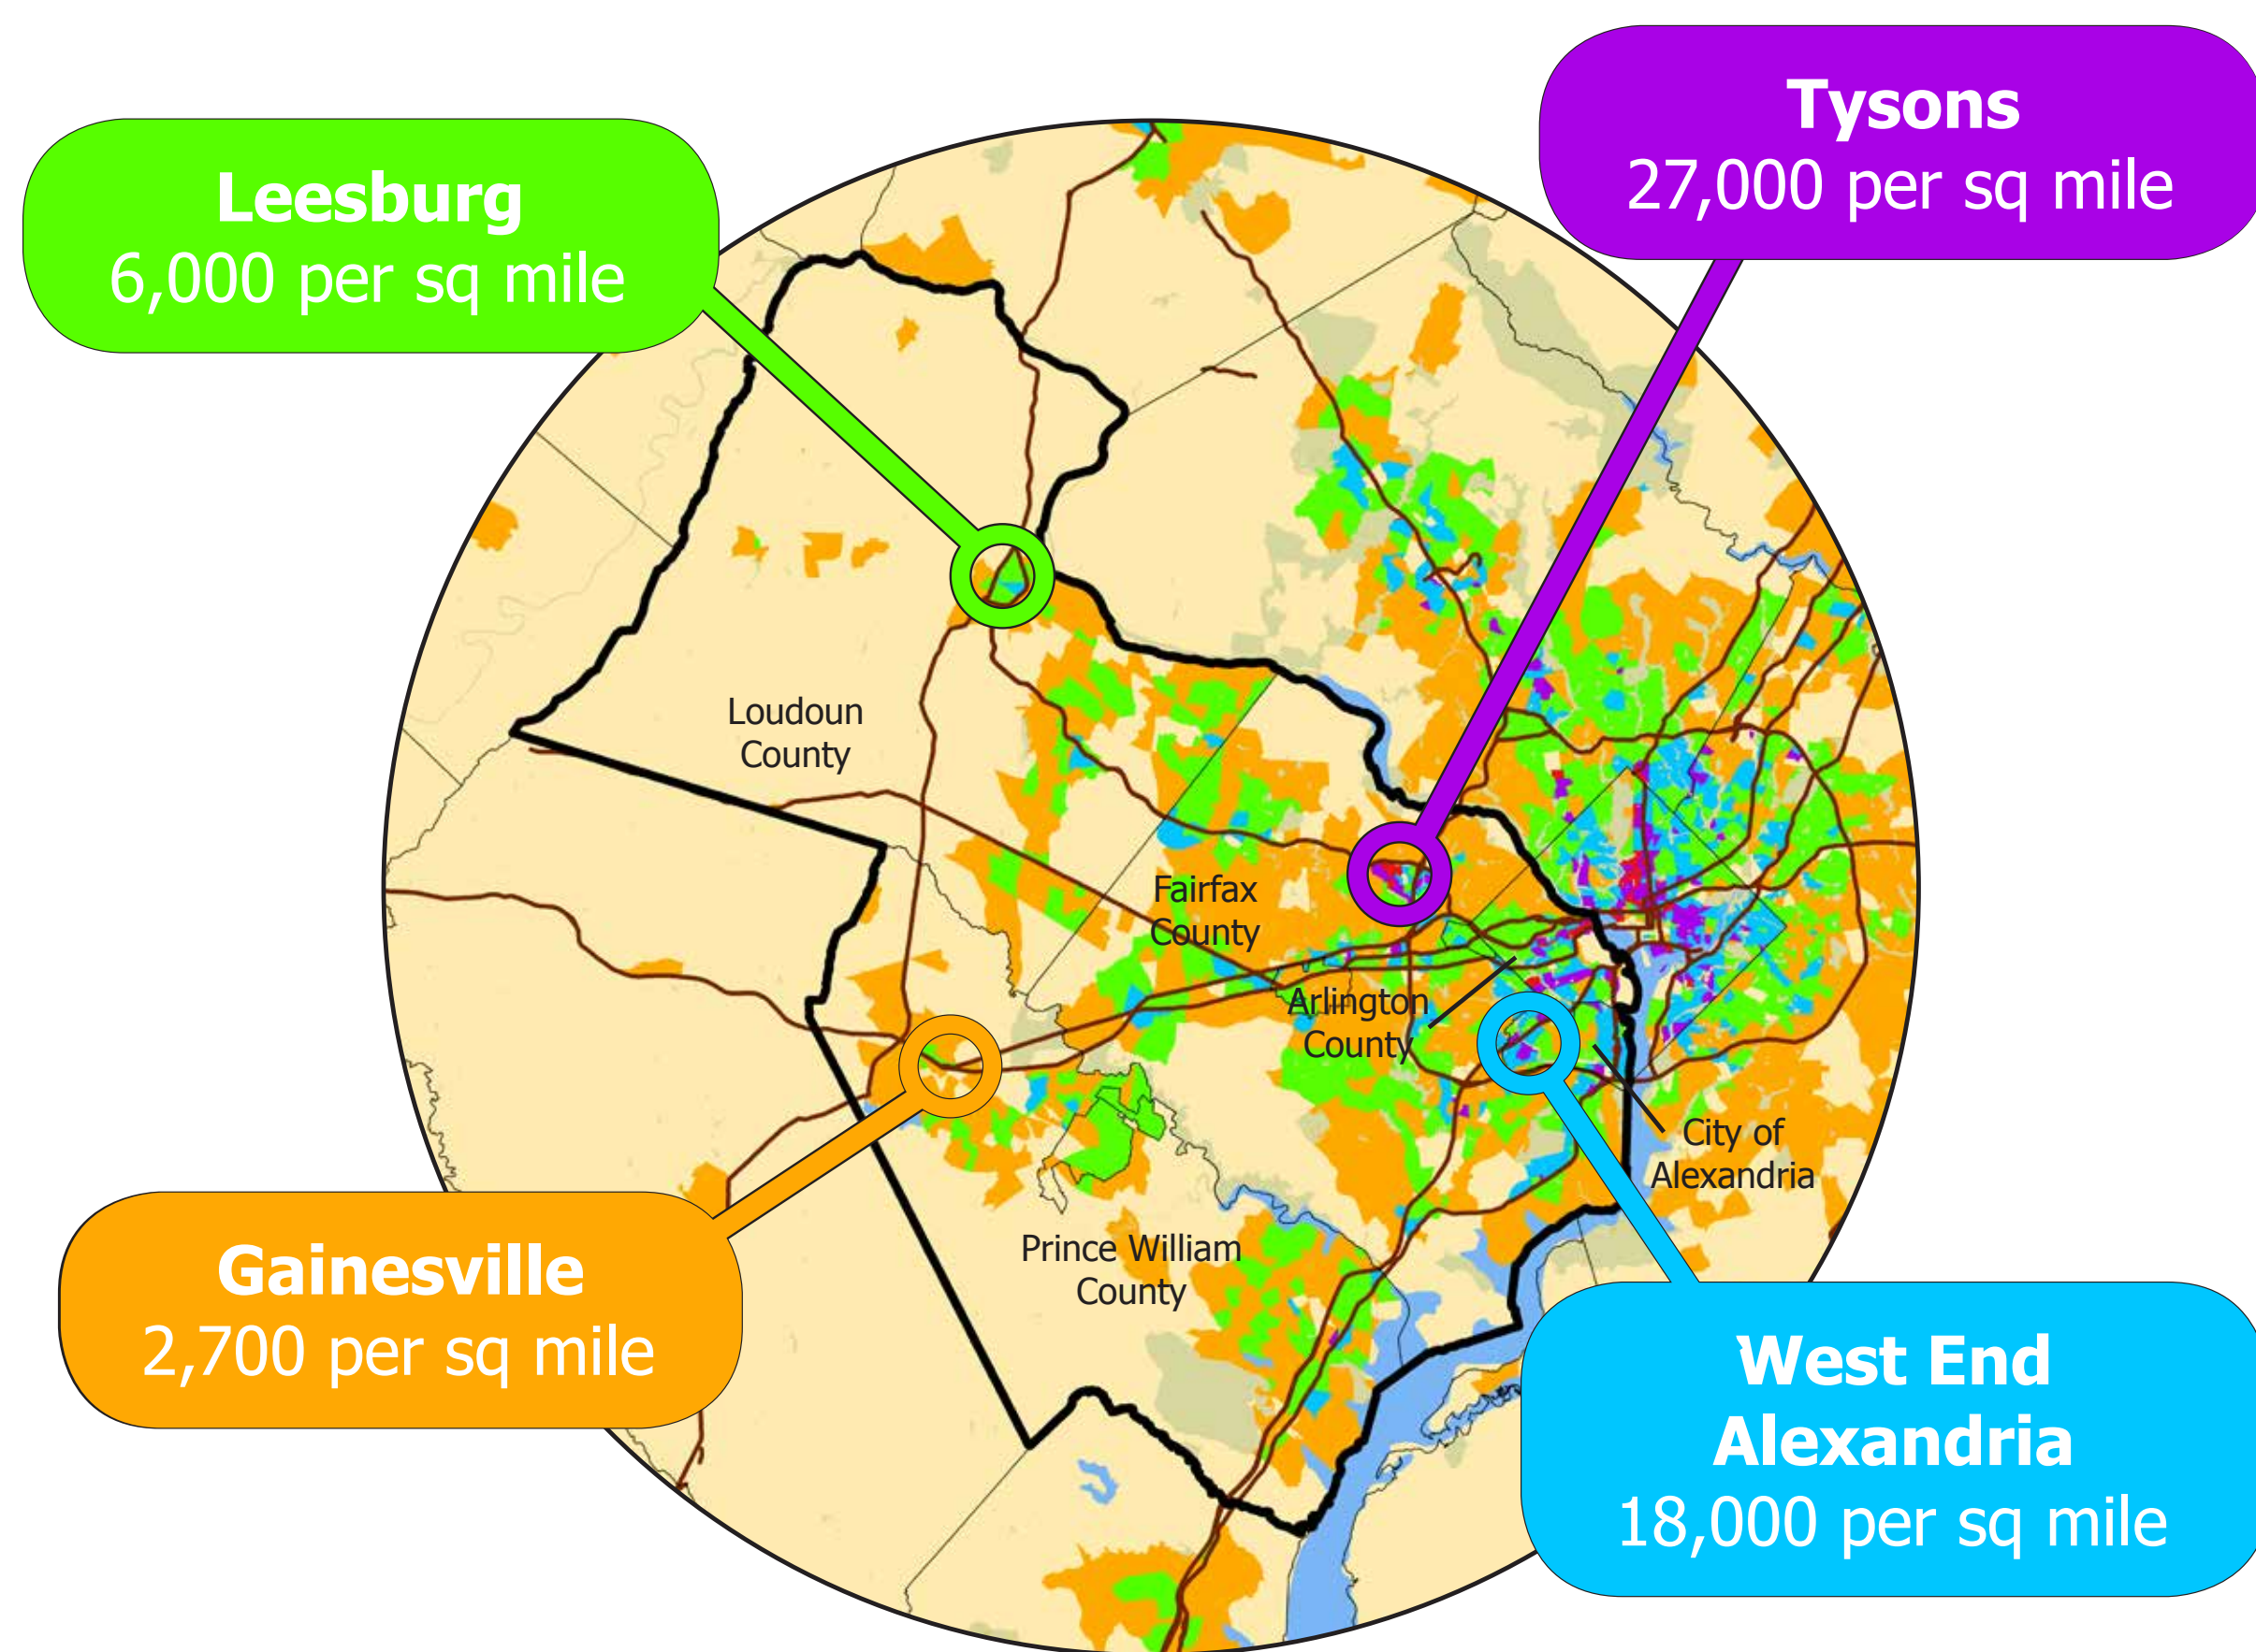 Tysons
27,000 per sq mile
Leesburg
6,000 per sq mile
Loudoun
County
Fairfax
County
Arlington
County
City of
Alexandria
Prince William
County
Gainesville
2,700 per sq mile
West End
Alexandria
18,000 per sq mile